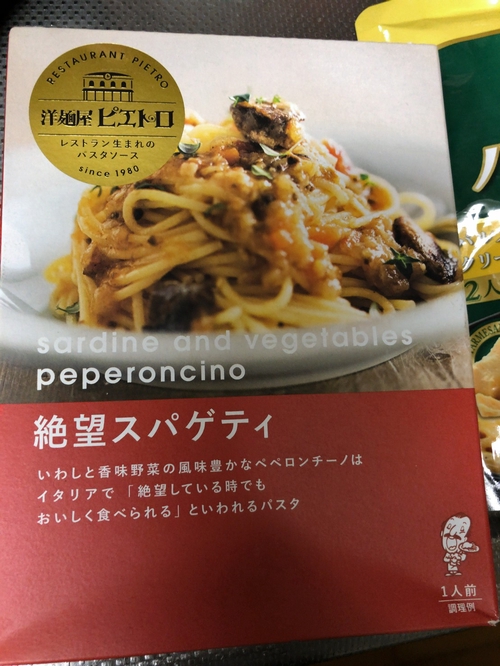 RESTAURANT PIETRO
洋麺屋 ピエトロ
レストラン生まれの
パスタソース
since 1980
sardine and vegetables
peperoncino
絶望スパゲティ
いわしと香味野菜の風味豊かなペペロンチーノは
イタリアで「絶望している時でも
おいしく食べられる」といわれるパスタ
1人前
調理例
2人